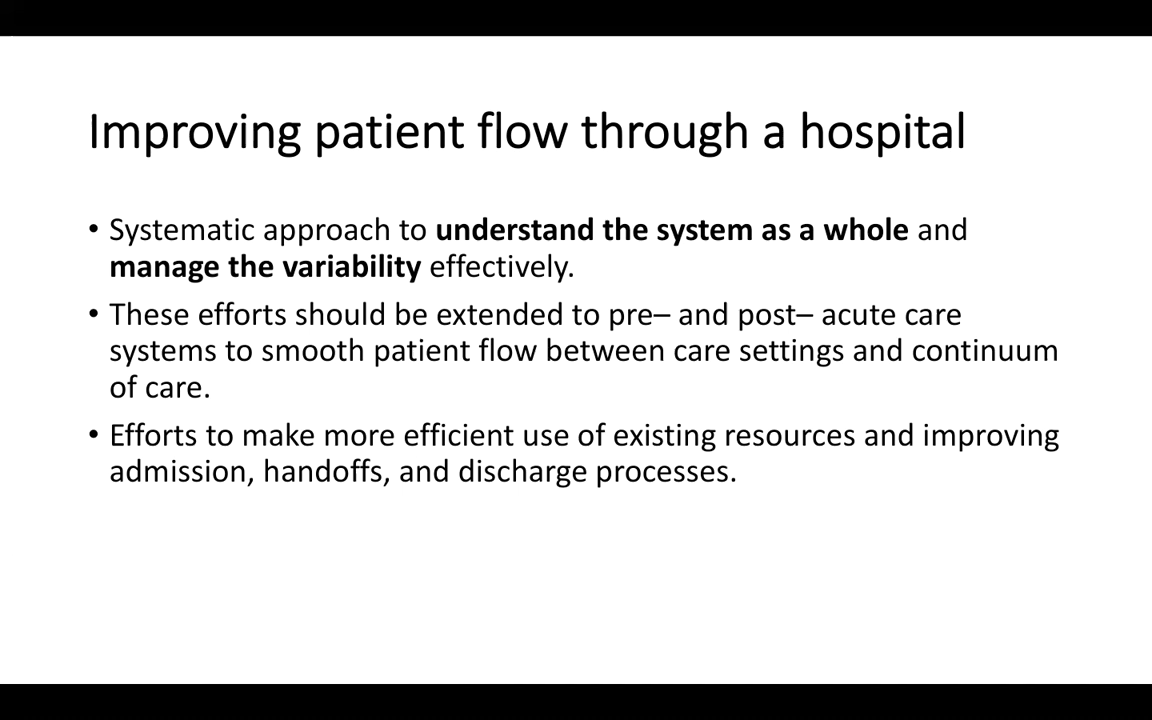 Improving patient flow through a hospital
• Systematic approach to understand the system as a whole and
manage the variability effectively.
• These efforts should be extended to pre– and post– acute care
systems to smooth patient flow between care settings and continuum
of care.
• Efforts to make more efficient use of existing resources and improving
admission, handoffs, and discharge processes.